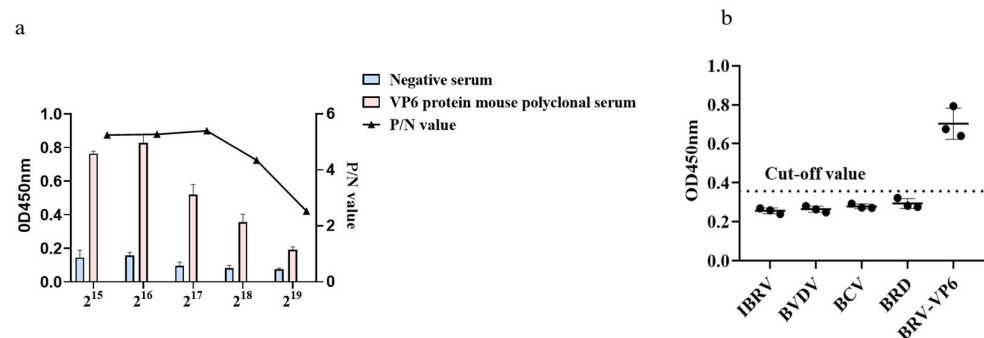 a
Negative serum
VP6 protein mouse polyclonal serum
P/N value
0D450nm
1.0
0.8
0.6
0.4
0.2
0.0
6
4
2
0
P/N value
2^15 2^16 2^17 2^18 2^19
b
OD450nm
1.0
0.8
0.6
0.4
0.2
0.0
Cut-off value
IBRV BVDV BCV BRD BRV-VP6